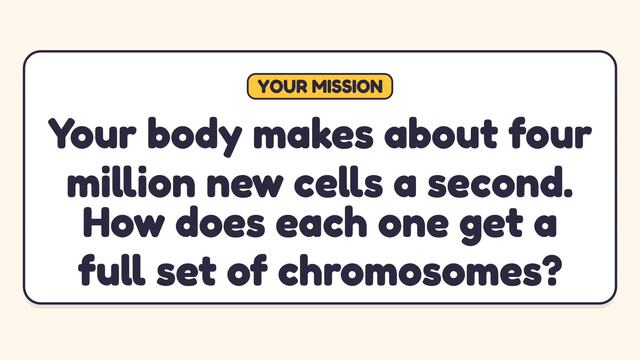 YOUR MISSION
Your body makes about four
million new cells a second.
How does each one get a
full set of chromosomes?